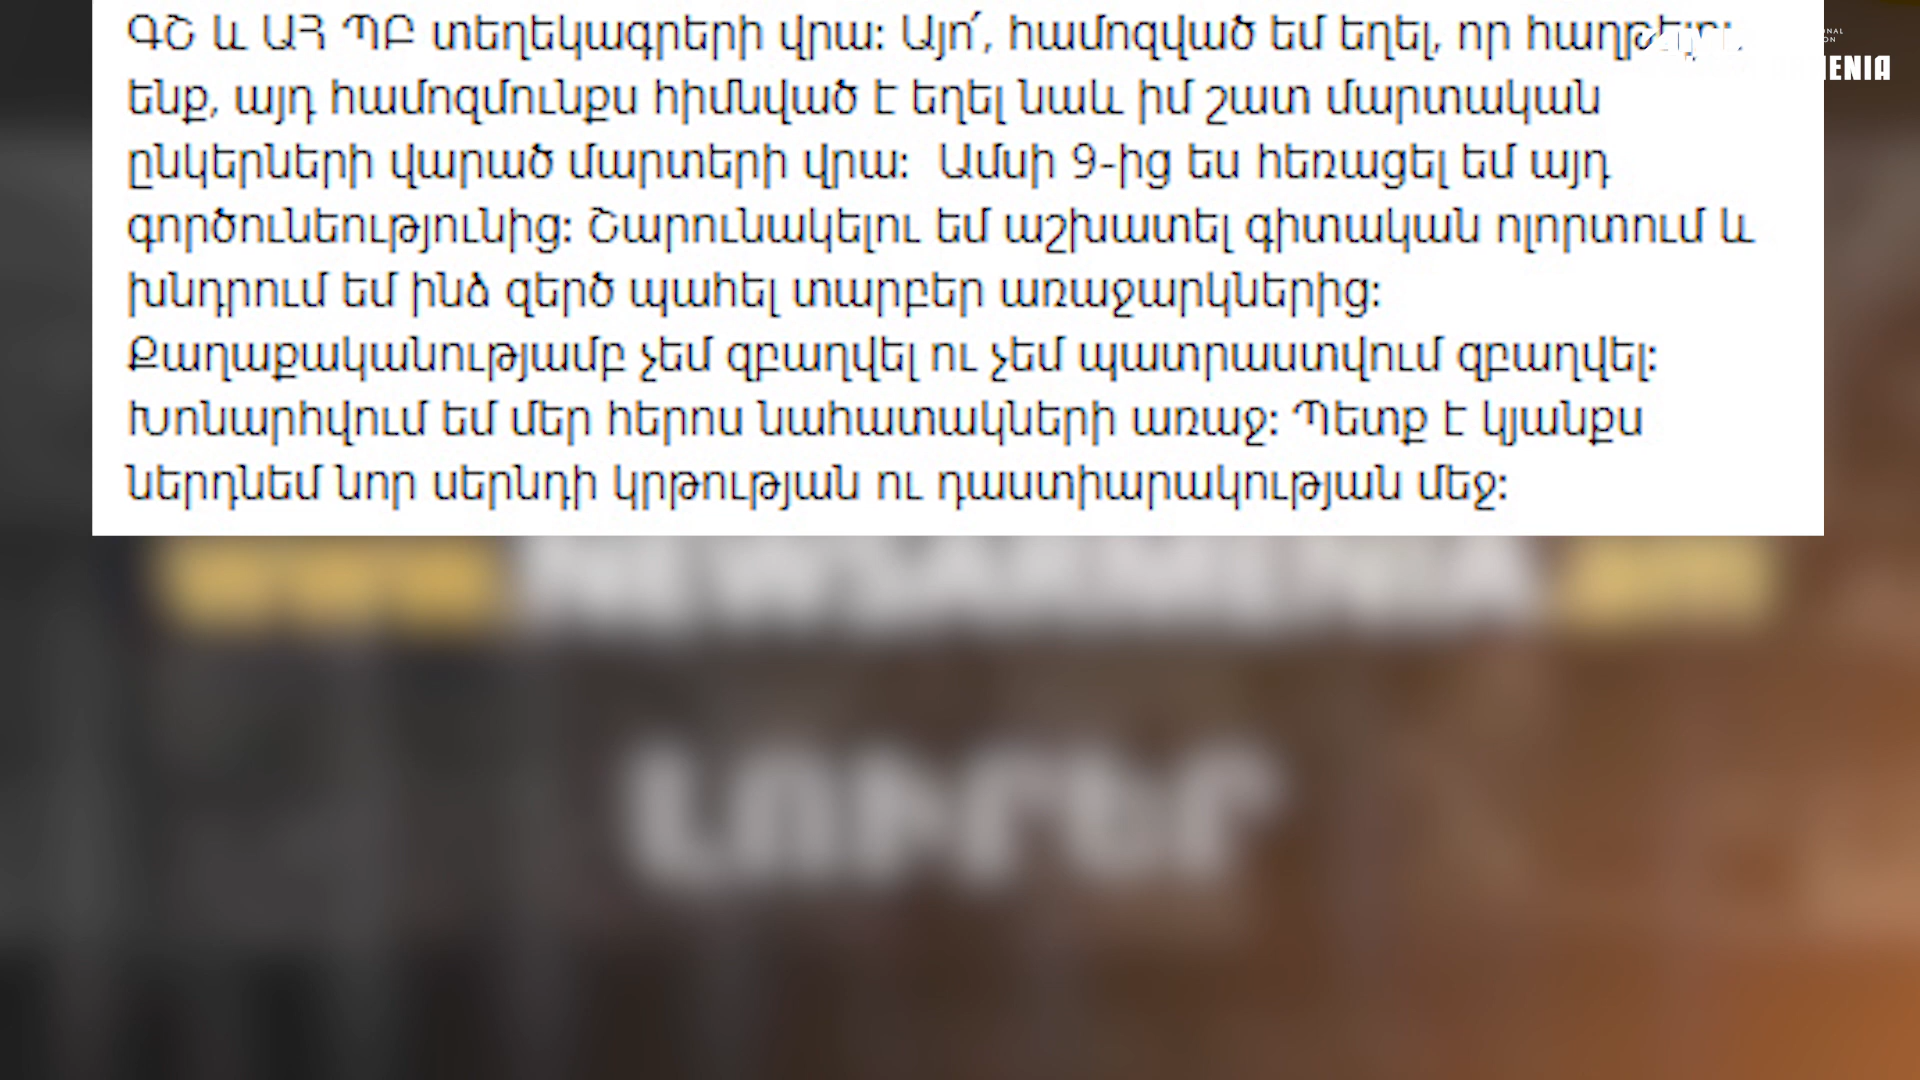 ԳՇ և ԱՀ ՊԲ տեղեկագրերի վրա: Այո՛, համոզված եմ եղել, որ
ենք, այդ համոզմունքս հիմնված է եղել նաև իմ շատ մարտական
ընկերների վարած մարտերի վրա: Ամսի 9-ից ես հեռացել եմ այդ
գործունեությունից: Շարունակելու եմ աշխատել գիտական ոլորտում և
խնդրում եմ ինձ զերծ պահել տարբեր առաջարկներից:
Քաղաքականությամբ չեմ զբաղվել ու չեմ պատրաստվում զբաղվել:
Խոնարհվում եմ մեր հերոս նահատակների առաջ: Պետք է կյանքս
ներդնեմ նոր սերնդի կրթության ու դաստիարակության մեջ:
ԼՈՒՐԵՐ